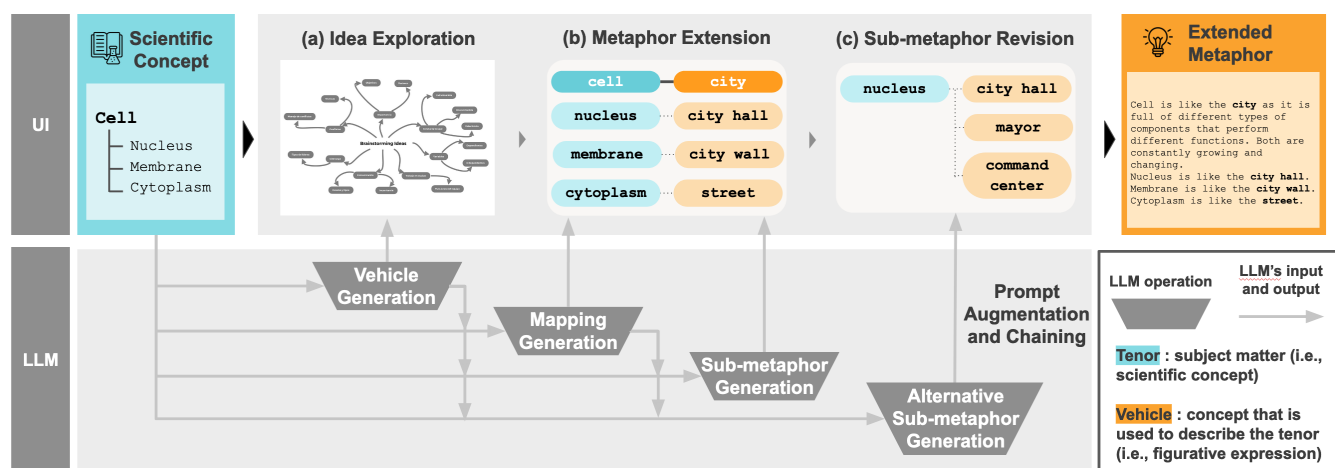 UI
Scientific
Concept
Cell
Nucleus
Membrane
Cytoplasm
(a) Idea Exploration
Brainstorming Ideas
(b) Metaphor Extension
cell
city
nucleus
city hall
membrane
city wall
cytoplasm
street
(c) Sub-metaphor Revision
nucleus
city hall
mayor
command
center
Extended
Metaphor
Cell is like the city as it is
full of different types of
components that perform
different functions. Both are
constantly growing and
changing.
Nucleus is like the city hall.
Membrane is like the city wall.
Cytoplasm is like the street.
LLM
Vehicle
Generation
Mapping
Generation
Sub-metaphor
Generation
Alternative
Sub-metaphor
Generation
Prompt
Augmentation
and Chaining
LLM operation
LLM's input
and output
Tenor : subject matter (i.e.,
scientific concept)
Vehicle : concept that is
used to describe the tenor
(i.e., figurative expression)